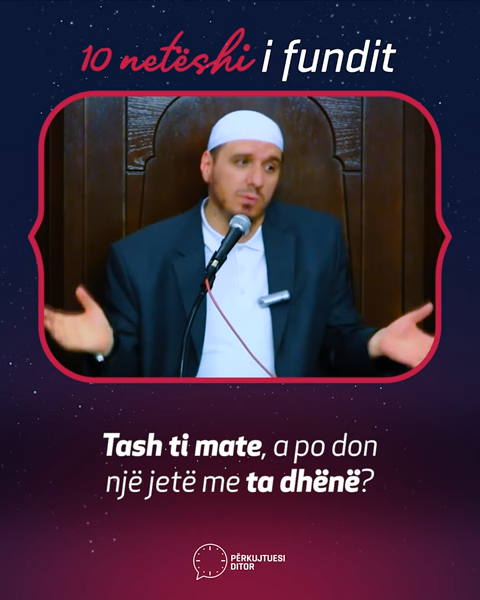 10 netëshi i fundit
Tash ti mate, a po don
një jetë me ta dhënë?
PËRKUJTUESI
DITOR